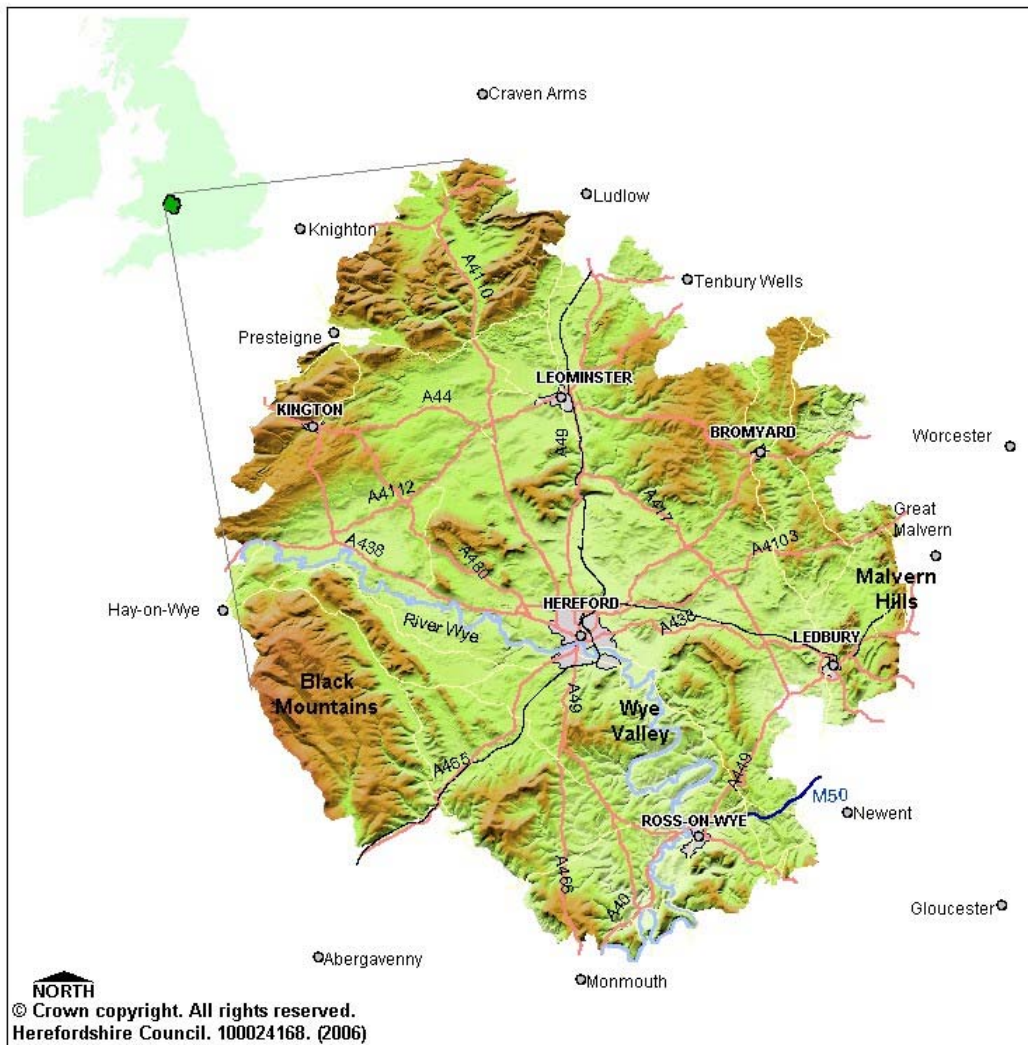 Craven Arms
Ludlow
Knighton
A4110
Tenbury Wells
Presteigne
LEOMINSTER
KINGTON
A44
BROMYARD
Worcester
A49
A4112
A417
Great
Malvern
A4103
A438
A480
Malvern
Hills
Hay-on-Wye
HEREFORD
River Wye
A438
LEDBURY
Black
Mountains
A49
Wye
Valley
A465
A449
M50
ROSS-ON-WYE
Newent
A466
A40
Gloucester
Abergavenny
Monmouth
NORTH
© Crown copyright. All rights reserved.
Herefordshire Council. 100024168. (2006)